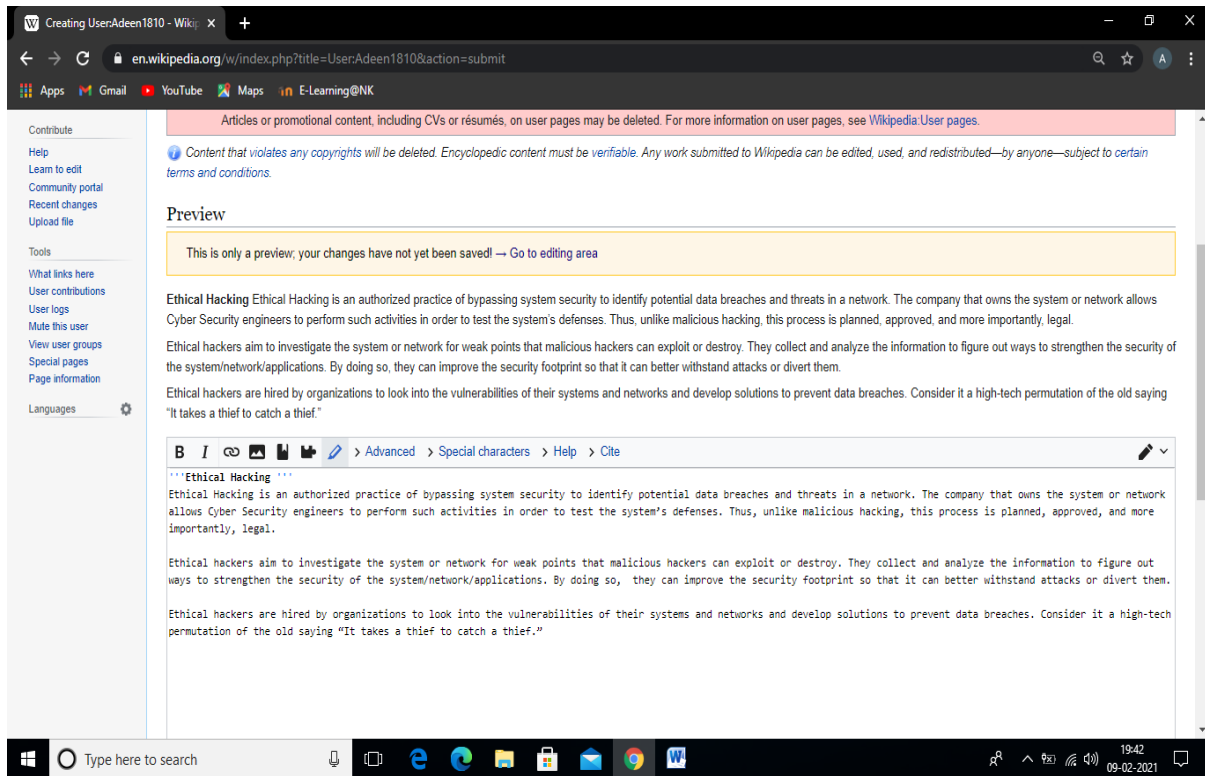 Creating User:Adeen1810 - Wikip
en.wikipedia.org/w/index.php?title=User:Adeen1810&action=submit
A
Apps Gmail YouTube Maps E-Learning@NK
Contribute
Help
Learn to edit
Community portal
Recent changes
Upload file
Tools
What links here
User contributions
User logs
Mute this user
View user groups
Special pages
Page information
Languages
Articles or promotional content, including CVs or résumés, on user pages may be deleted. For more information on user pages, see Wikipedia:User pages.
Content that violates any copyrights will be deleted. Encyclopedic content must be verifiable. Any work submitted to Wikipedia can be edited, used, and redistributed—by anyone—subject to certain
terms and conditions.
Preview
This is only a preview; your changes have not yet been saved! → Go to editing area
Ethical Hacking Ethical Hacking is an authorized practice of bypassing system security to identify potential data breaches and threats in a network. The company that owns the system or network allows
Cyber Security engineers to perform such activities in order to test the system's defenses. Thus, unlike malicious hacking, this process is planned, approved, and more importantly, legal.
Ethical hackers aim to investigate the system or network for weak points that malicious hackers can exploit or destroy. They collect and analyze the information to figure out ways to strengthen the security of
the system/network/applications. By doing so, they can improve the security footprint so that it can better withstand attacks or divert them.
Ethical hackers are hired by organizations to look into the vulnerabilities of their systems and networks and develop solutions to prevent data breaches. Consider it a high-tech permutation of the old saying
“It takes a thief to catch a thief.”
B I > Advanced > Special characters > Help > Cite
'''Ethical Hacking '''
Ethical Hacking is an authorized practice of bypassing system security to identify potential data breaches and threats in a network. The company that owns the system or network
allows Cyber Security engineers to perform such activities in order to test the system’s defenses. Thus, unlike malicious hacking, this process is planned, approved, and more
importantly, legal.
Ethical hackers aim to investigate the system or network for weak points that malicious hackers can exploit or destroy. They collect and analyze the information to figure out
ways to strengthen the security of the system/network/applications. By doing so,  they can improve the security footprint so that it can better withstand attacks or divert them.
Ethical hackers are hired by organizations to look into the vulnerabilities of their systems and networks and develop solutions to prevent data breaches. Consider it a high-tech
permutation of the old saying “It takes a thief to catch a thief.”
Type here to search
19:42
09-02-2021